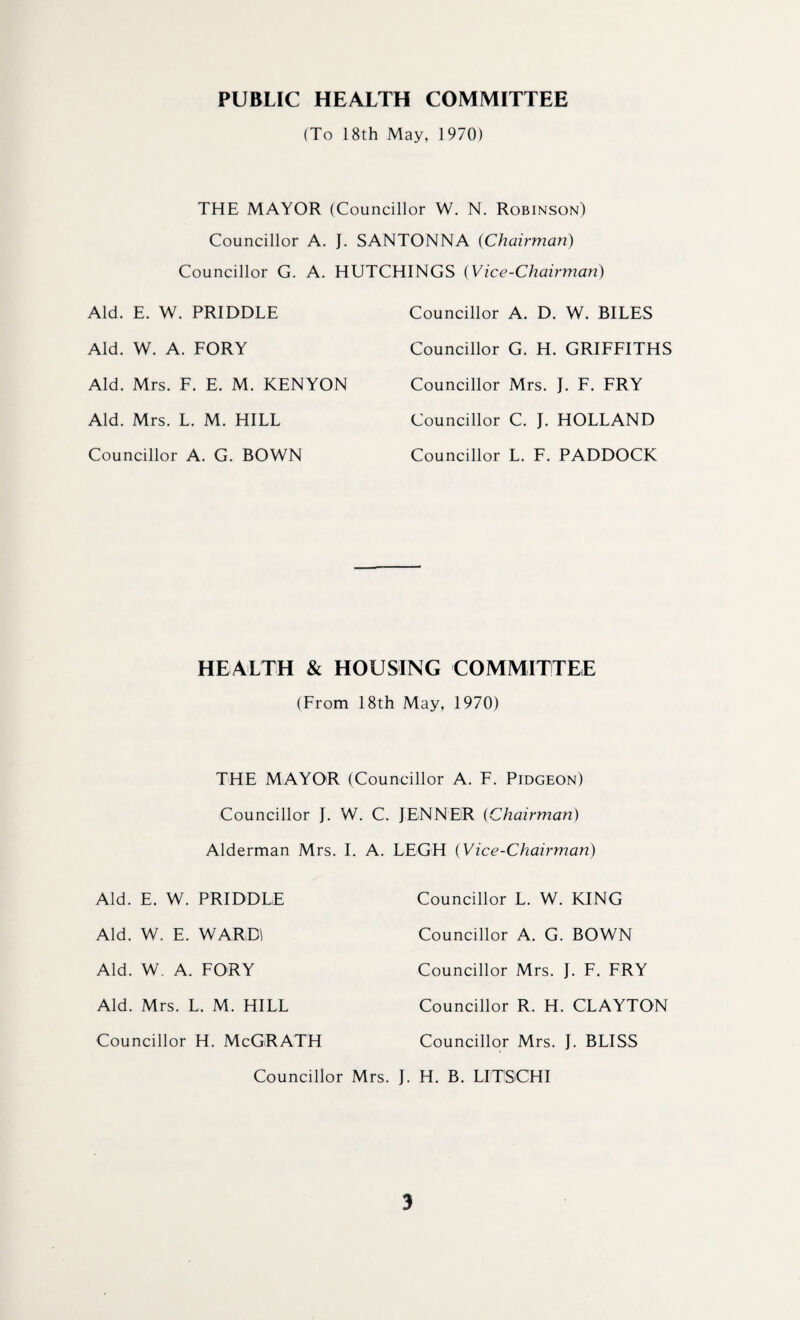 PUBLIC HEALTH COMMITTEE
(To 18th May, 1970)
THE MAYOR (Councillor W. N. ROBINSON)
Councillor A. J. SANTONNA (Chairman)
Councillor G. A. HUTCHINGS (Vice-Chairman)
Ald. E. W. PRIDDLE
Ald. W. A. FORY
Ald. Mrs. F. E. M. KENYON
Ald. Mrs. L. M. HILL
Councillor A. G. BOWN
Councillor A. D. W. BILES
Councillor G. H. GRIFFITHS
Councillor Mrs. J. F. FRY
Councillor C. J. HOLLAND
Councillor L. F. PADDOCK
HEALTH & HOUSING COMMITTEE
(From 18th May, 1970)
THE MAYOR (Councillor A. F. PIDGEON)
Councillor J. W. C. JENNER (Chairman)
Alderman Mrs. I. A. LEGH (Vice-Chairman)
Ald. E. W. PRIDDLE
Ald. W. E. WARD
Ald. W. A. FORY
Ald. Mrs. L. M. HILL
Councillor H. McGRATH
Councillor L. W. KING
Councillor A. G. BOWN
Councillor Mrs. J. F. FRY
Councillor R. H. CLAYTON
Councillor Mrs. J. BLISS
Councillor Mrs. J. H. B. LITSCHI
3